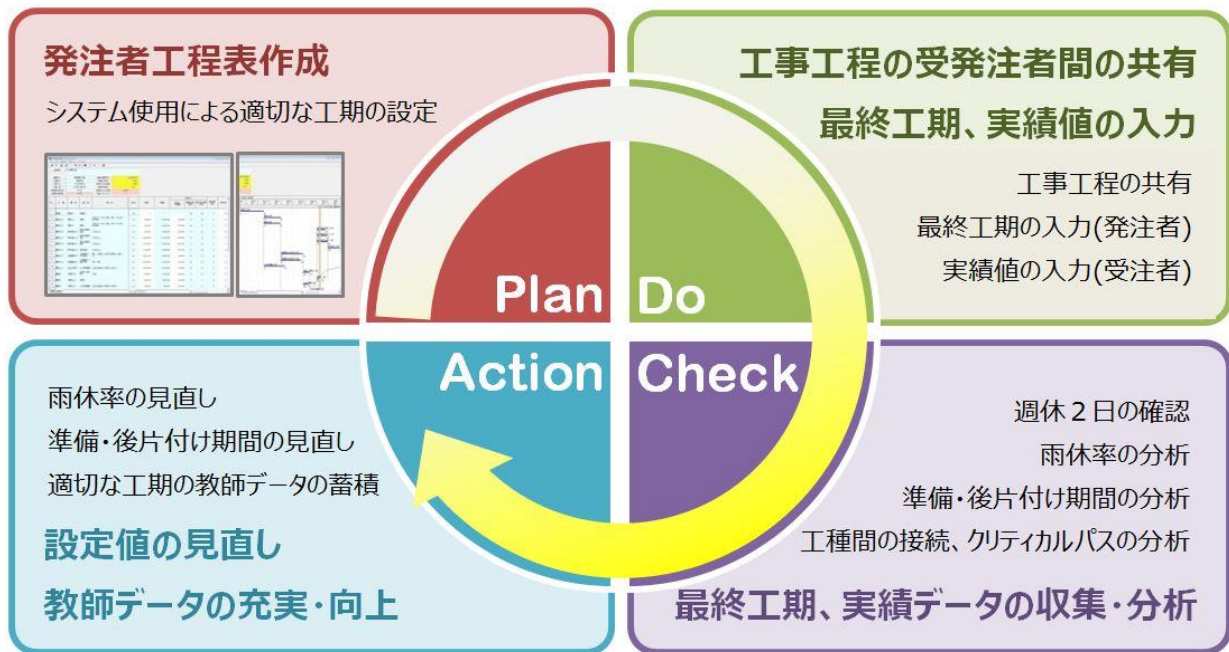 発注者工程表作成
システム使用による適切な工期の設定
Plan
工事工程の受発注者間の共有
最終工期、実績値の入力
工事工程の共有
最終工期の入力(発注者)
実績値の入力(受注者)
Do
Action
雨休率の見直し
準備・後片付け期間の見直し
適切な工期の教師データの蓄積
設定値の見直し
教師データの充実・向上
Check
週休２日の確認
雨休率の分析
準備・後片付け期間の分析
工種間の接続、クリティカルパスの分析
最終工期、実績データの収集・分析